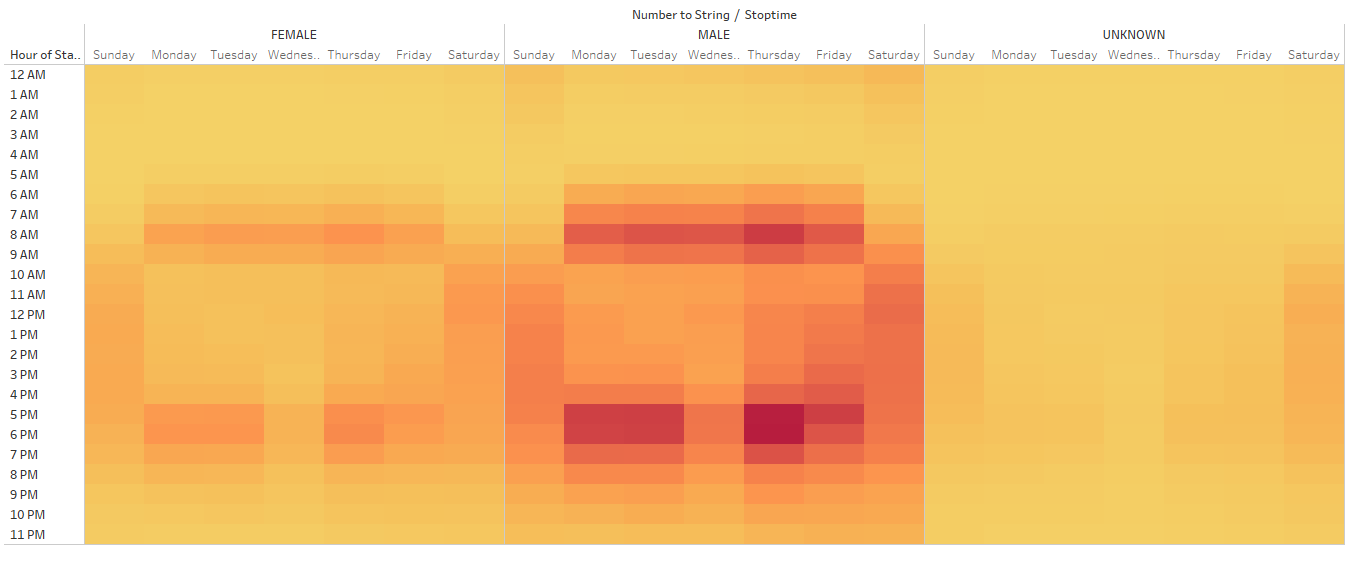 Number to String / Stoptime
FEMALE MALE UNKNOWN
Hour of Sta.. Sunday Monday Tuesday Wednes.. Thursday Friday Saturday Sunday Monday Tuesday Wednes.. Thursday Friday Saturday Sunday Monday Tuesday Wednes.. Thursday Friday Saturday
12 AM
1 AM
2 AM
3 AM
4 AM
5 AM
6 AM
7 AM
8 AM
9 AM
10 AM
11 AM
12 PM
1 PM
2 PM
3 PM
4 PM
5 PM
6 PM
7 PM
8 PM
9 PM
10 PM
11 PM